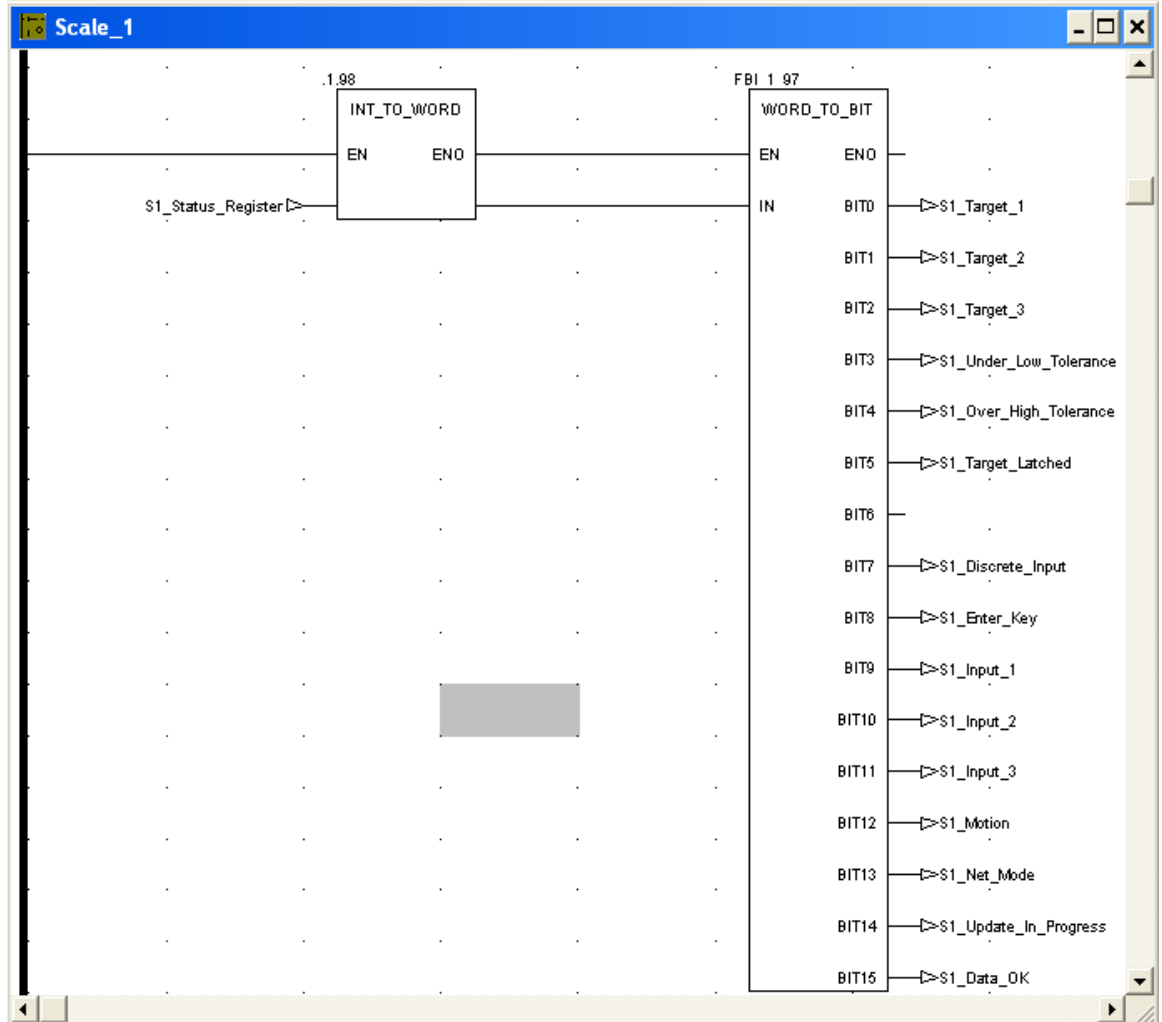 Scale_1
.1.98 FBI_1_97
INT_TO_WORD WORD_TO_BIT
EN ENO EN ENO
S1_Status_Register IN BIT0 S1_Target_1
BIT1 S1_Target_2
BIT2 S1_Target_3
BIT3 S1_Under_Low_Tolerance
BIT4 S1_Over_High_Tolerance
BIT5 S1_Target_Latched
BIT6
BIT7 S1_Discrete_Input
BIT8 S1_Enter_Key
BIT9 S1_Input_1
BIT10 S1_Input_2
BIT11 S1_Input_3
BIT12 S1_Motion
BIT13 S1_Net_Mode
BIT14 S1_Update_In_Progress
BIT15 S1_Data_OK